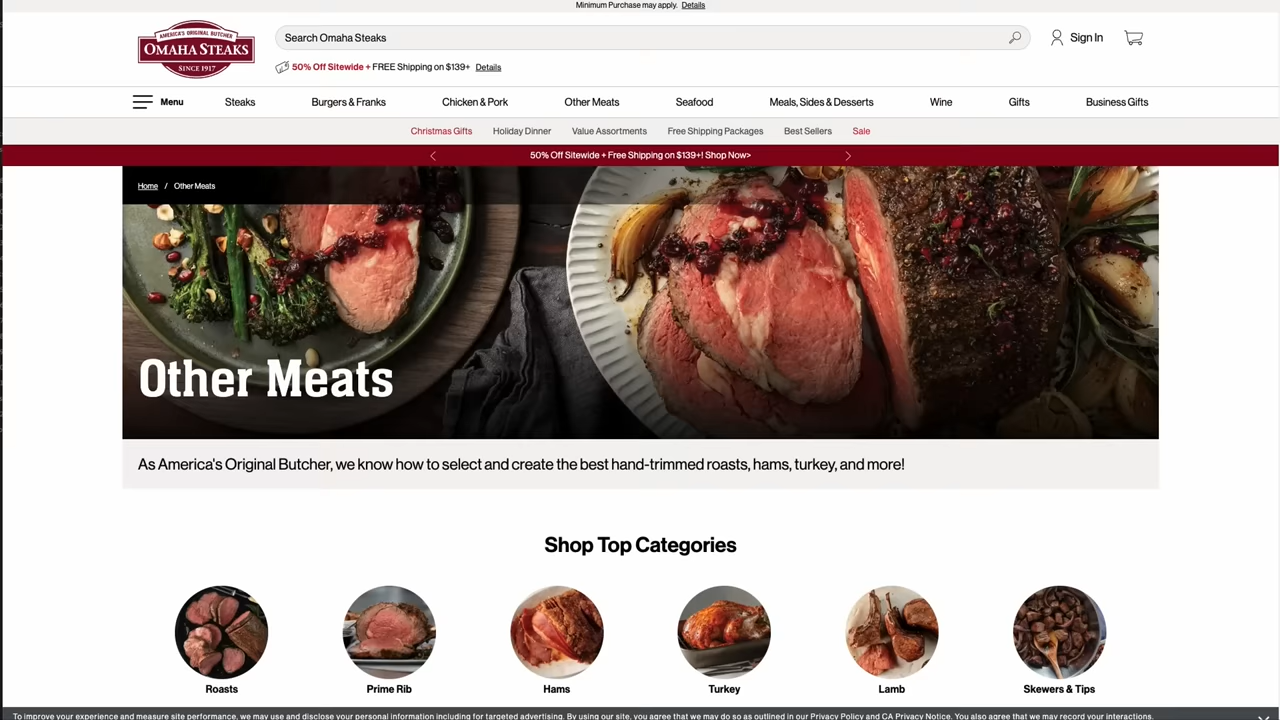 Minimum Purchase may apply. Details
AMERICA'S ORIGINAL BUTCHER
OMAHA STEAKS
SINCE 1917
Search Omaha Steaks
Sign In
50% Off Sitewide + FREE Shipping on $139+ Details
Menu Steaks Burgers & Franks Chicken & Pork Other Meats Seafood Meals, Sides & Desserts Wine Gifts Business Gifts
Christmas Gifts Holiday Dinner Value Assortments Free Shipping Packages Best Sellers Sale
50% Off Sitewide + Free Shipping on $139+! Shop Now>
Home / Other Meats
Other Meats
As America's Original Butcher, we know how to select and create the best hand-trimmed roasts, hams, turkey, and more!
Shop Top Categories
Roasts Prime Rib Hams Turkey Lamb Skewers & Tips
To improve your experience and measure site performance, we may use and disclose your personal information including for targeted advertising. By using our site, you agree that we may do so as outlined in our Privacy Policy and CA Privacy Notice. You also agree that we may record your interactions.